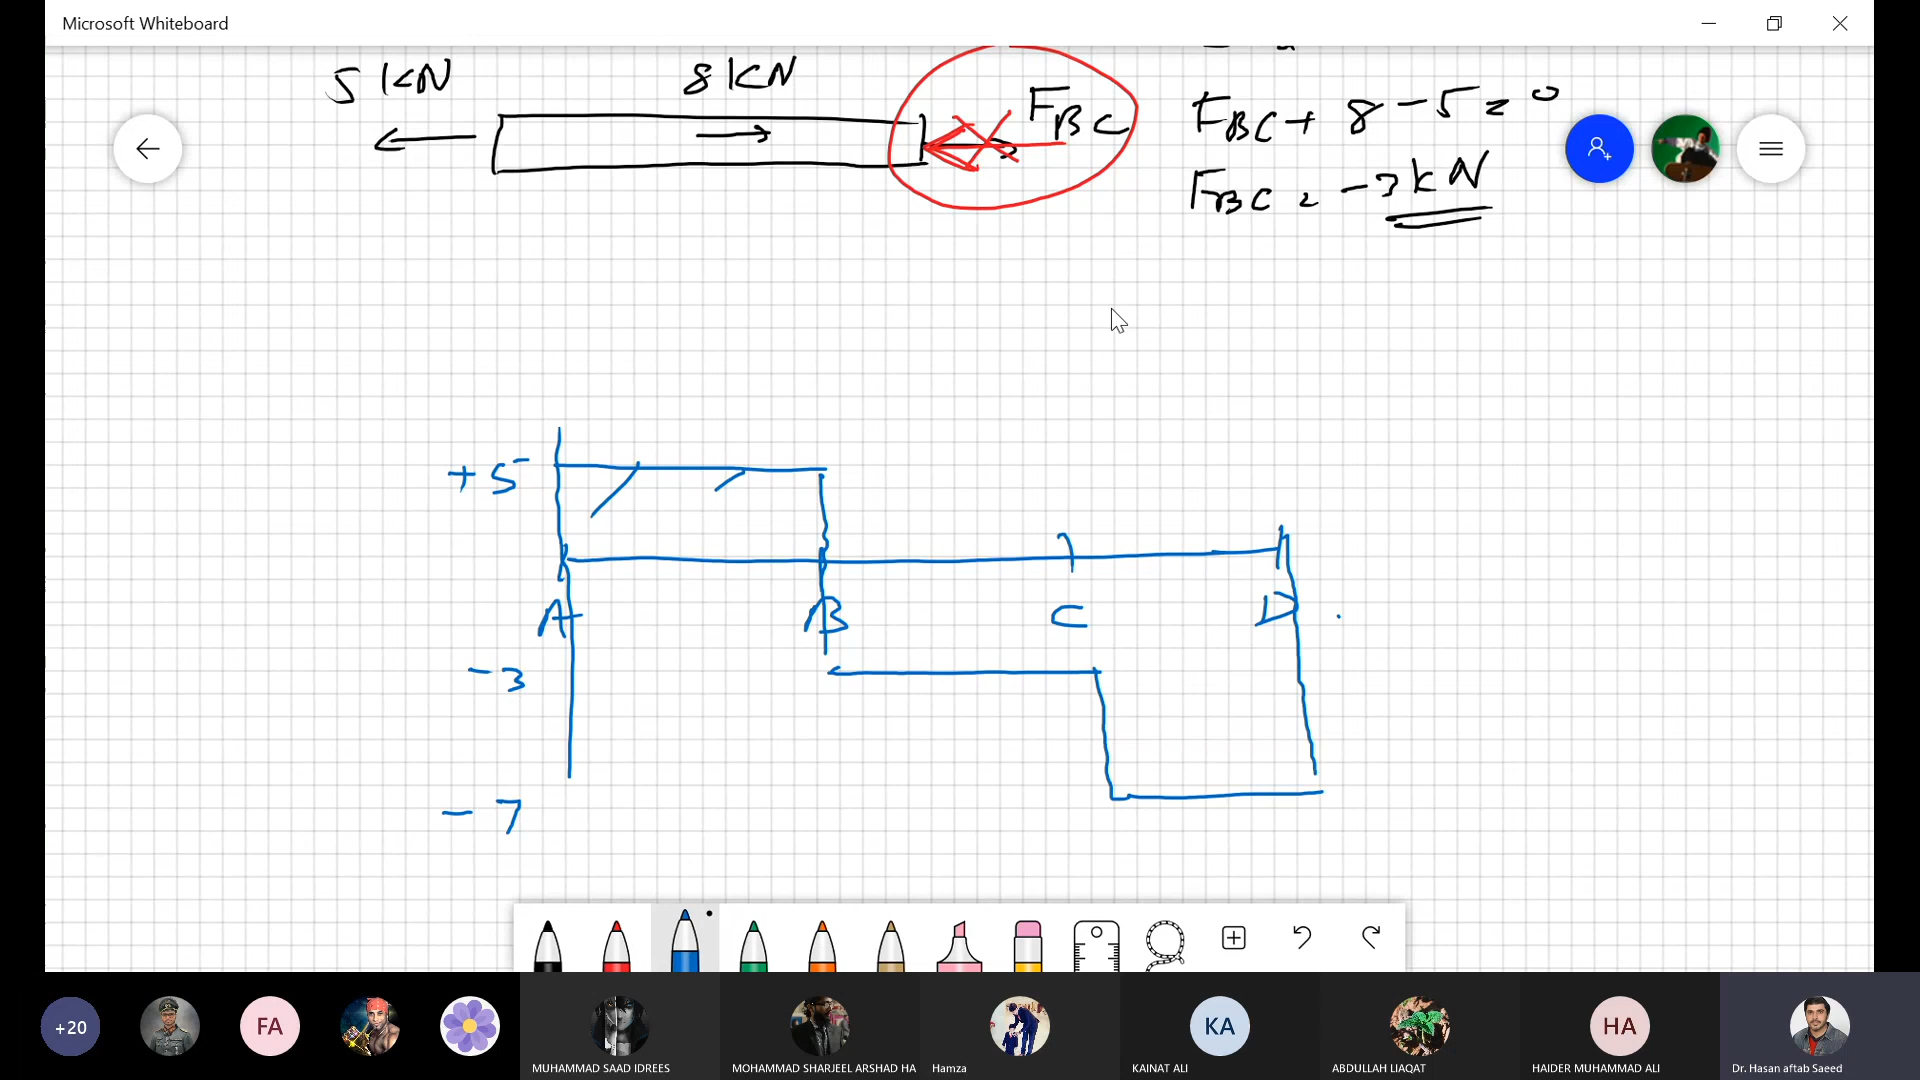 Microsoft Whiteboard
5 kN
8 kN
FBC
FBC + 8 - 5 = 0
FBC = -3 kN
+5
A
B
C
D
-3
-7
+20
FA
KA
HA
MUHAMMAD SAAD IDREES
MOHAMMAD SHARJEEL ARSHAD HA
Hamza
KAINAT ALI
ABDULLAH LIAQAT
HAIDER MUHAMMAD ALI
Dr. Hasan aftab Saeed